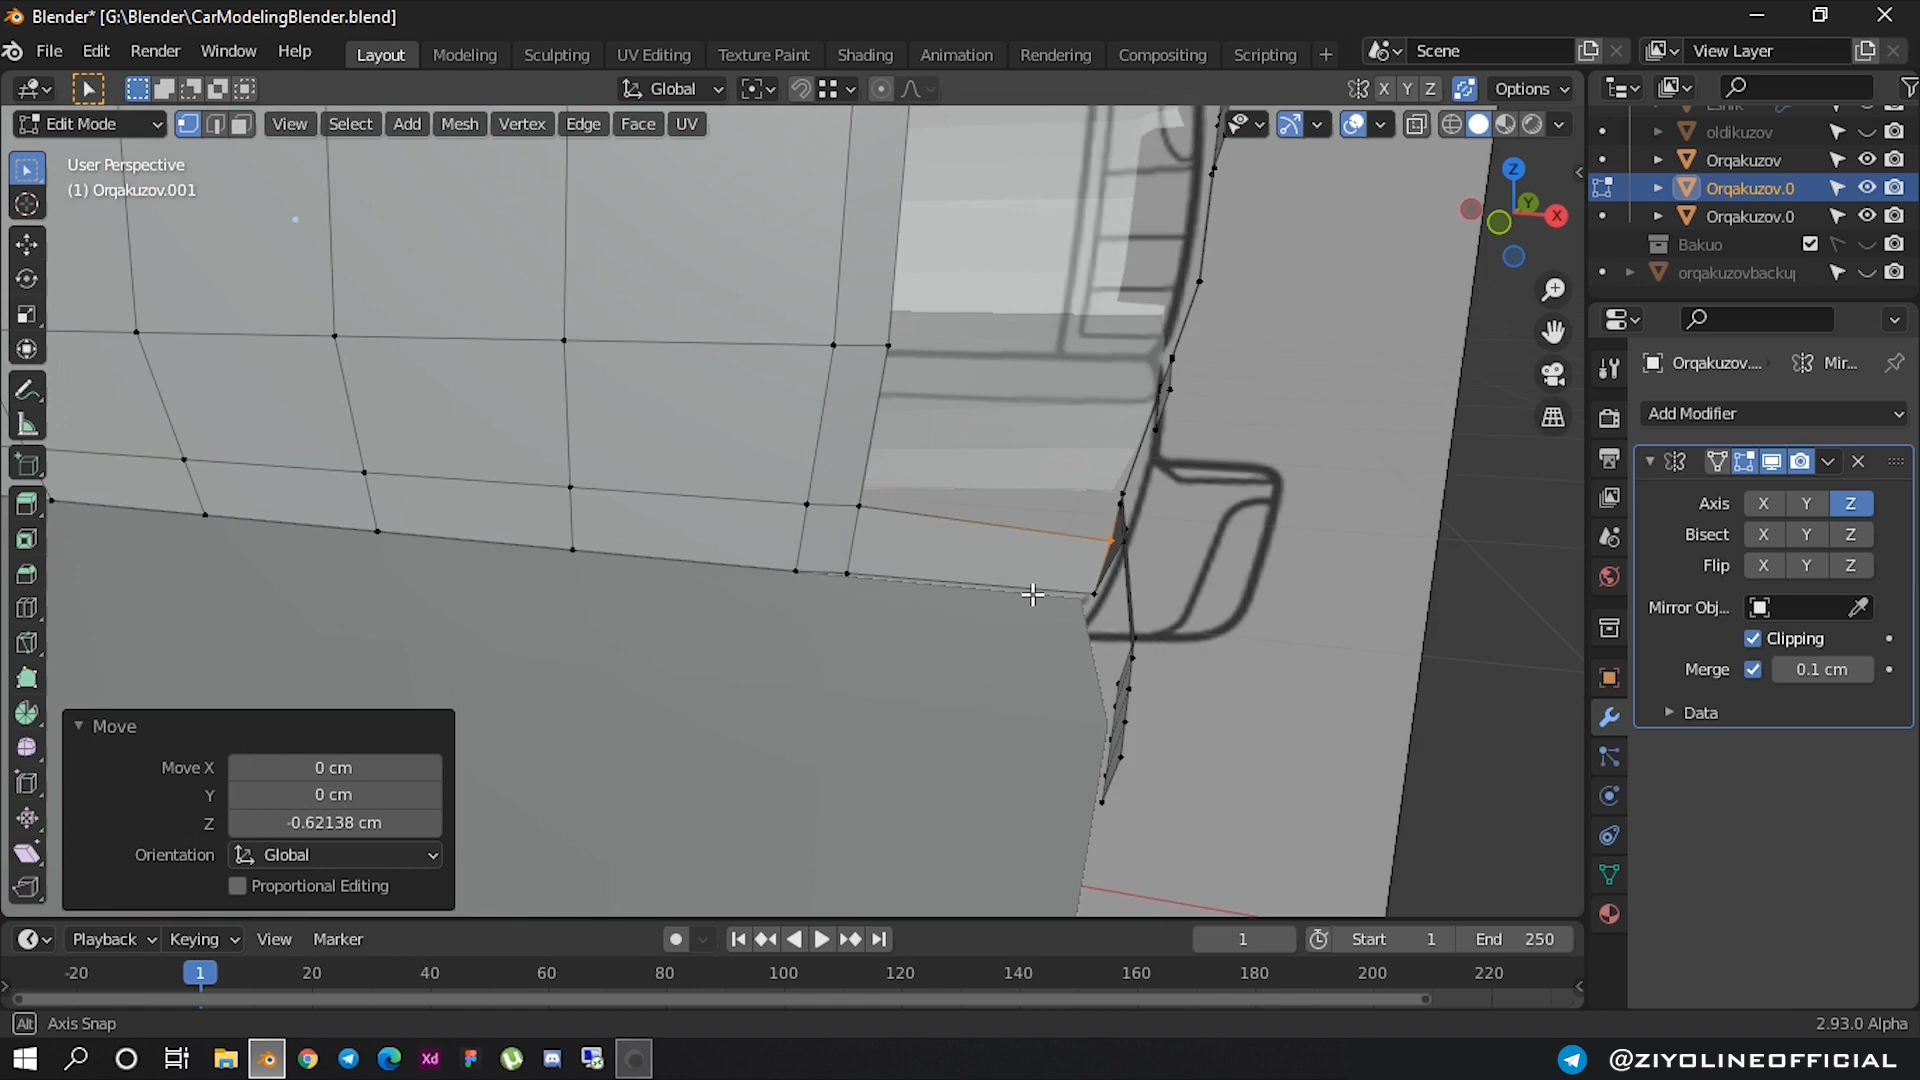 Blender* [G:\Blender\CarModelingBlender.blend]
File Edit Render Window Help
Layout Modeling Sculpting UV Editing Texture Paint Shading Animation Rendering Compositing Scripting +
Scene
View Layer
Global
X Y Z
Options
Edit Mode
View Select Add Mesh Vertex Edge Face UV
User Perspective
(1) Orqakuzov.001
Z
Y
X
oldikuzov
Orqakuzov
Orqakuzov.0
Orqakuzov.0
Bakuo
orqakuzovbackup
Orqakuzov....
Mir...
Add Modifier
Axis X Y Z
Bisect X Y Z
Flip X Y Z
Mirror Obj...
Clipping
Merge 0.1 cm
Data
Move
Move X 0 cm
Y 0 cm
Z -0.62138 cm
Orientation Global
Proportional Editing
Playback Keying View Marker
1
Start 1
End 250
-20 1 20 40 60 80 100 120 140 160 180 200 220
Alt Axis Snap
2.93.0 Alpha
Xd
@ZIYOLINEOFFICIAL